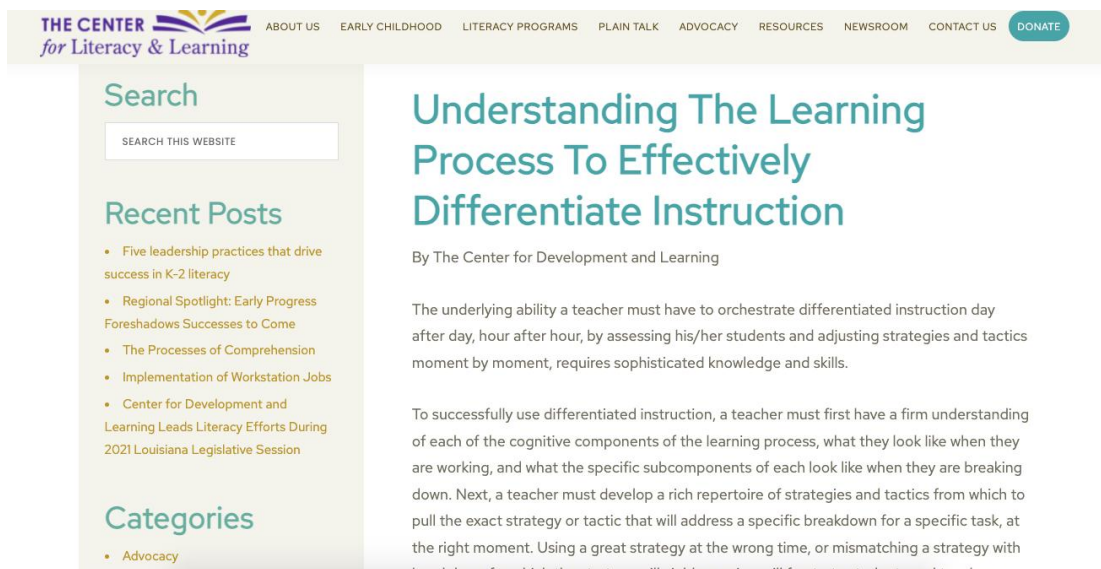 THE CENTER
for Literacy & Learning
ABOUT US EARLY CHILDHOOD LITERACY PROGRAMS PLAIN TALK ADVOCACY RESOURCES NEWSROOM CONTACT US DONATE
Search
SEARCH THIS WEBSITE
Recent Posts
• Five leadership practices that drive
success in K-2 literacy
• Regional Spotlight: Early Progress
Foreshadows Successes to Come
• The Processes of Comprehension
• Implementation of Workstation Jobs
• Center for Development and
Learning Leads Literacy Efforts During
2021 Louisiana Legislative Session
Categories
• Advocacy
Understanding The Learning
Process To Effectively
Differentiate Instruction
By The Center for Development and Learning
The underlying ability a teacher must have to orchestrate differentiated instruction day
after day, hour after hour, by assessing his/her students and adjusting strategies and tactics
moment by moment, requires sophisticated knowledge and skills.
To successfully use differentiated instruction, a teacher must first have a firm understanding
of each of the cognitive components of the learning process, what they look like when they
are working, and what the specific subcomponents of each look like when they are breaking
down. Next, a teacher must develop a rich repertoire of strategies and tactics from which to
pull the exact strategy or tactic that will address a specific breakdown for a specific task, at
the right moment. Using a great strategy at the wrong time, or mismatching a strategy with